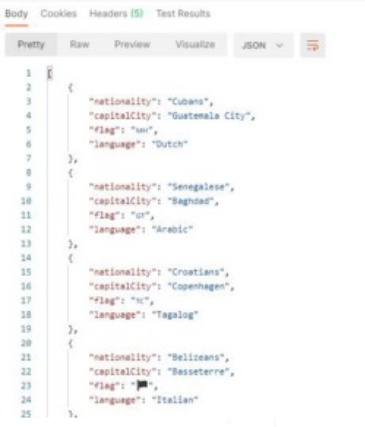 Body Cookies Headers (5) Test Results
Pretty Raw Preview Visualize JSON
1 [
2 {
3 "nationality": "Cubans",
4 "capitalCity": "Guatemala City",
5 "flag": "MH",
6 "language": "Dutch"
7 },
8 {
9 "nationality": "Senegalese",
10 "capitalCity": "Baghdad",
11 "flag": "GT",
12 "language": "Arabic"
13 },
14 {
15 "nationality": "Croatians",
16 "capitalCity": "Copenhagen",
17 "flag": "TC",
18 "language": "Tagalog"
19 },
20 {
21 "nationality": "Belizeans",
22 "capitalCity": "Basseterre",
23 "flag": "🏴",
24 "language": "Italian"
25 },